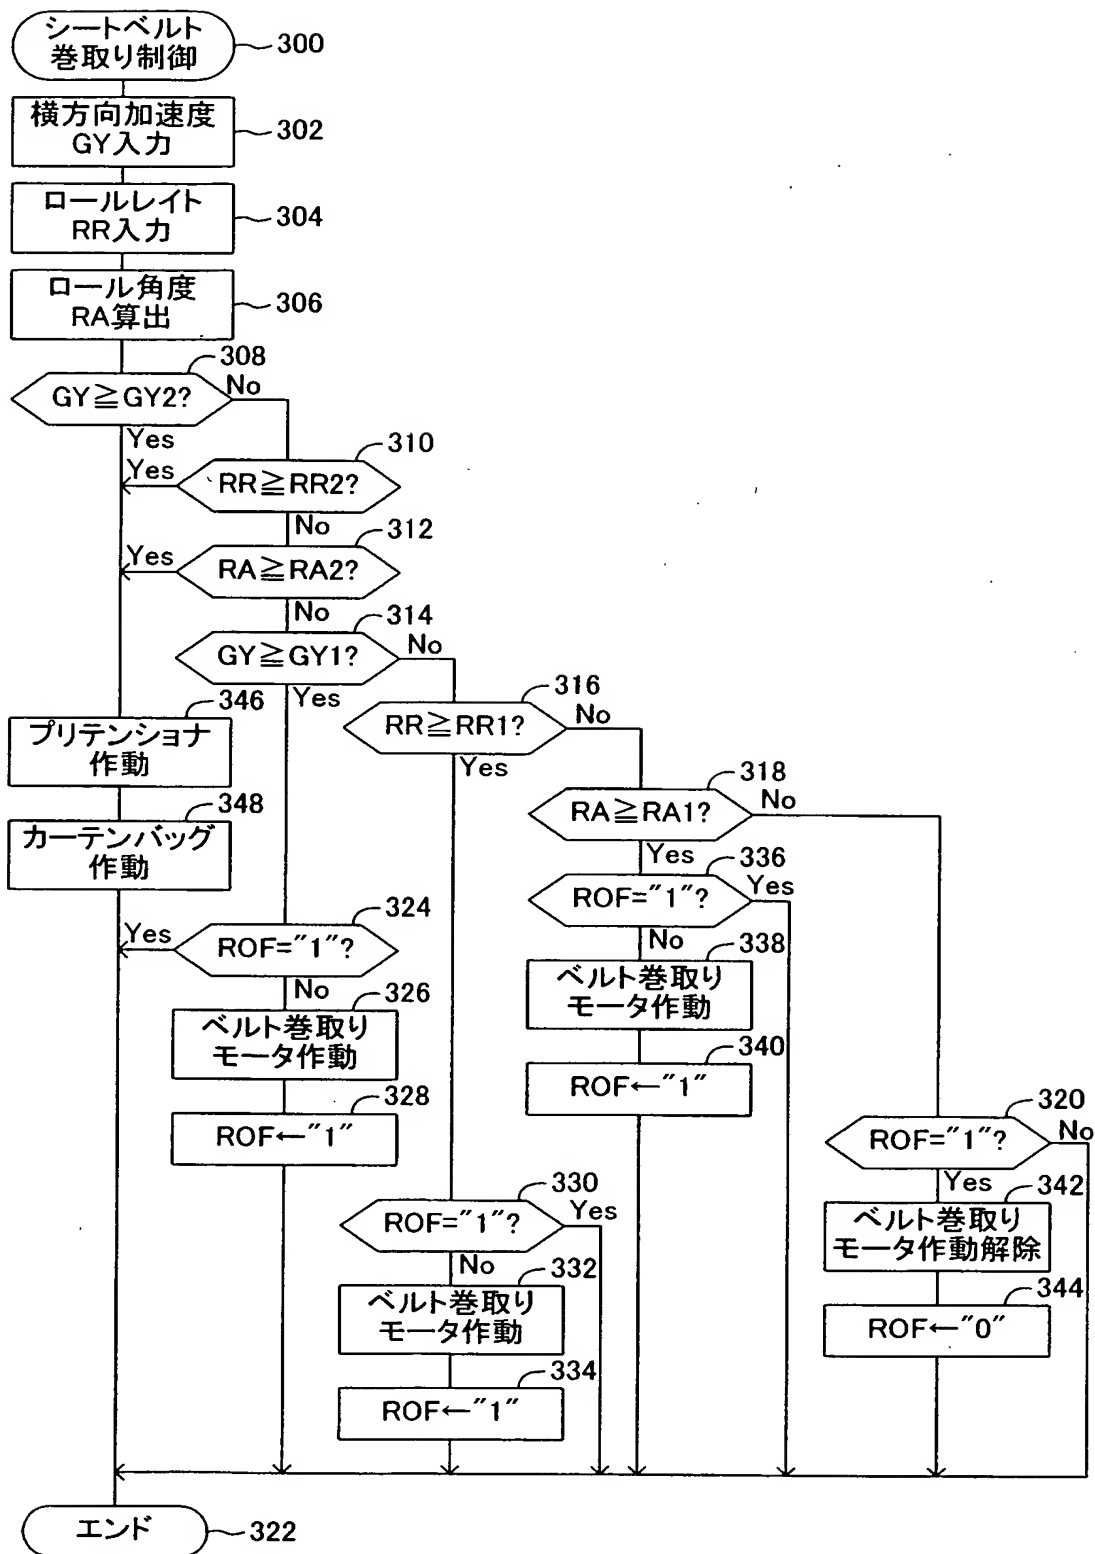 シートベルト
巻取り制御
300
横方向加速度
GY入力
302
ロールレイト
RR入力
304
ロール角度
RA算出
306
308
GY≧GY2?
No
Yes
310
Yes
RR≧RR2?
No
312
Yes
RA≧RA2?
No
314
GY≧GY1?
No
Yes
316
RR≧RR1?
No
Yes
318
RA≧RA1?
No
Yes
346
プリテンショナ
作動
348
カーテンバッグ
作動
324
Yes
ROF="1"?
No
326
ベルト巻取り
モータ作動
328
ROF←"1"
336
ROF="1"?
Yes
No
338
ベルト巻取り
モータ作動
340
ROF←"1"
330
ROF="1"?
Yes
No
332
ベルト巻取り
モータ作動
334
ROF←"1"
320
ROF="1"?
No
Yes
342
ベルト巻取り
モータ作動解除
344
ROF←"0"
エンド
322